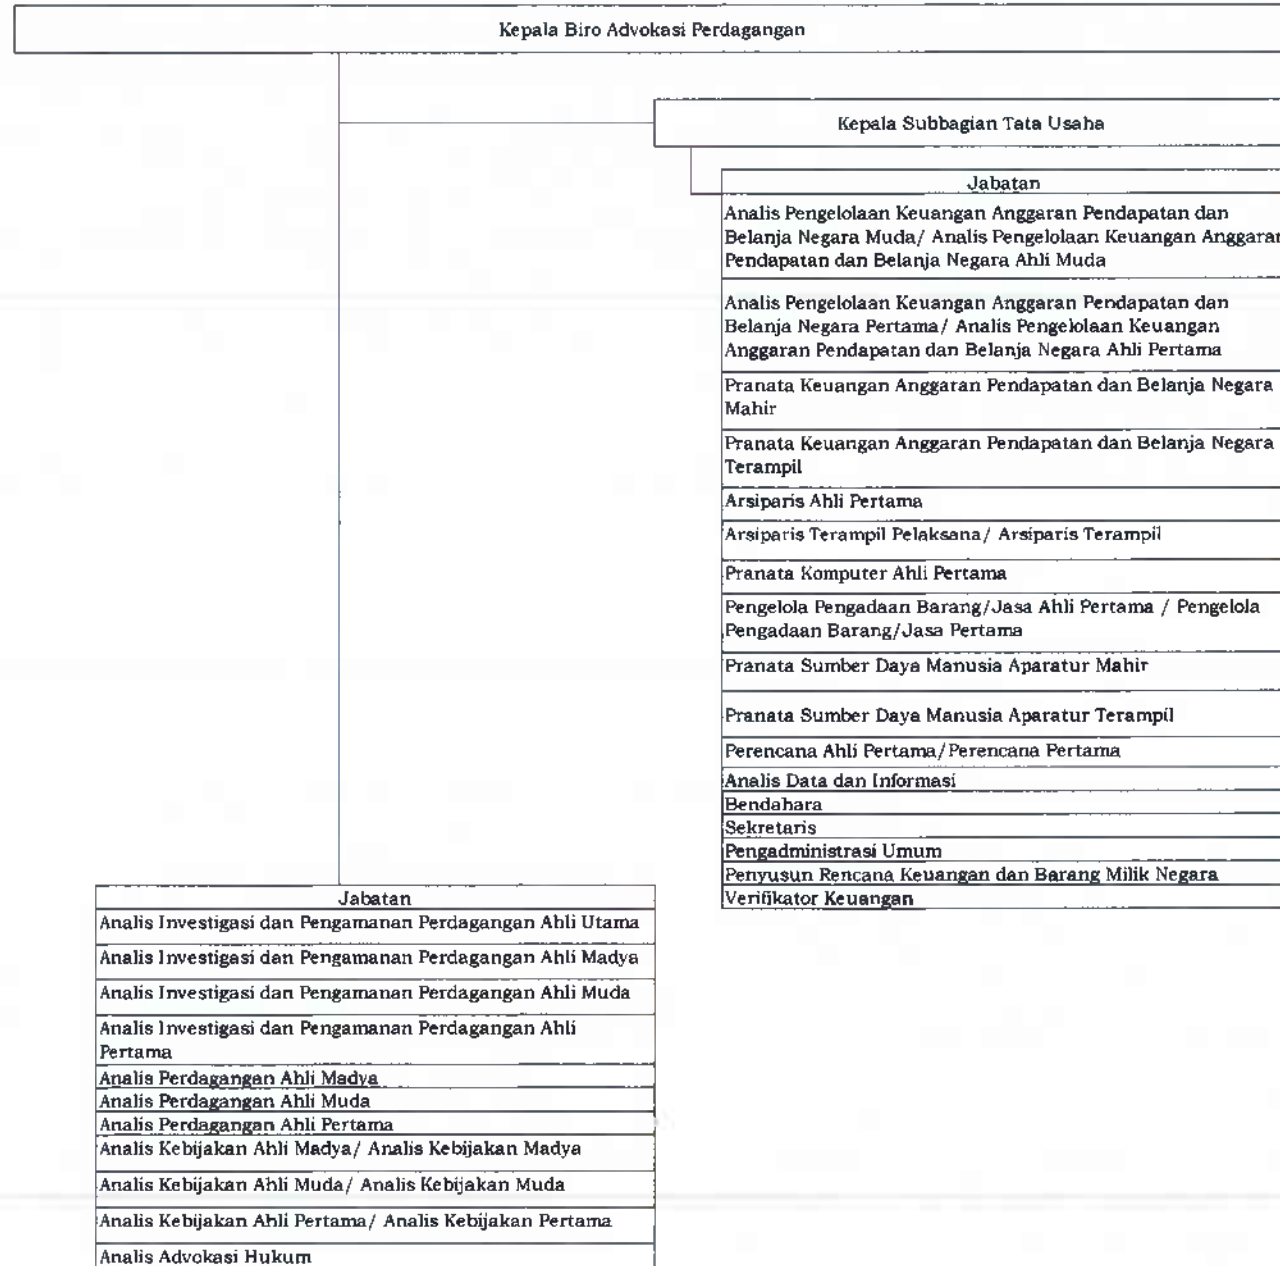 Kepala Biro Advokasi Perdagangan
Kepala Subbagian Tata Usaha
Jabatan
Analis Pengelolaan Keuangan Anggaran Pendapatan dan
Belanja Negara Muda/ Analis Pengelolaan Keuangan Anggaran
Pendapatan dan Belanja Negara Ahli Muda
Analis Pengelolaan Keuangan Anggaran Pendapatan dan
Belanja Negara Pertama/ Analis Pengelolaan Keuangan
Anggaran Pendapatan dan Belanja Negara Ahli Pertama
Pranata Keuangan Anggaran Pendapatan dan Belanja Negara
Mahir
Pranata Keuangan Anggaran Pendapatan dan Belanja Negara
Terampil
Arsiparis Ahli Pertama
Arsiparis Terampil Pelaksana/ Arsiparis Terampil
Pranata Komputer Ahli Pertama
Pengelola Pengadaan Barang/Jasa Ahli Pertama / Pengelola
Pengadaan Barang/Jasa Pertama
Pranata Sumber Daya Manusia Aparatur Mahir
Pranata Sumber Daya Manusia Aparatur Terampil
Perencana Ahli Pertama/Perencana Pertama
Analis Data dan Informasi
Bendahara
Sekretaris
Pengadministrasi Umum
Penyusun Rencana Keuangan dan Barang Milik Negara
Verifikator Keuangan
Jabatan
Analis Investigasi dan Pengamanan Perdagangan Ahli Utama
Analis Investigasi dan Pengamanan Perdagangan Ahli Madya
Analis Investigasi dan Pengamanan Perdagangan Ahli Muda
Analis Investigasi dan Pengamanan Perdagangan Ahli
Pertama
Analis Perdagangan Ahli Madya
Analis Perdagangan Ahli Muda
Analis Perdagangan Ahli Pertama
Analis Kebijakan Ahli Madya/ Analis Kebijakan Madya
Analis Kebijakan Ahli Muda/ Analis Kebijakan Muda
Analis Kebijakan Ahli Pertama/ Analis Kebijakan Pertama
Analis Advokasi Hukum